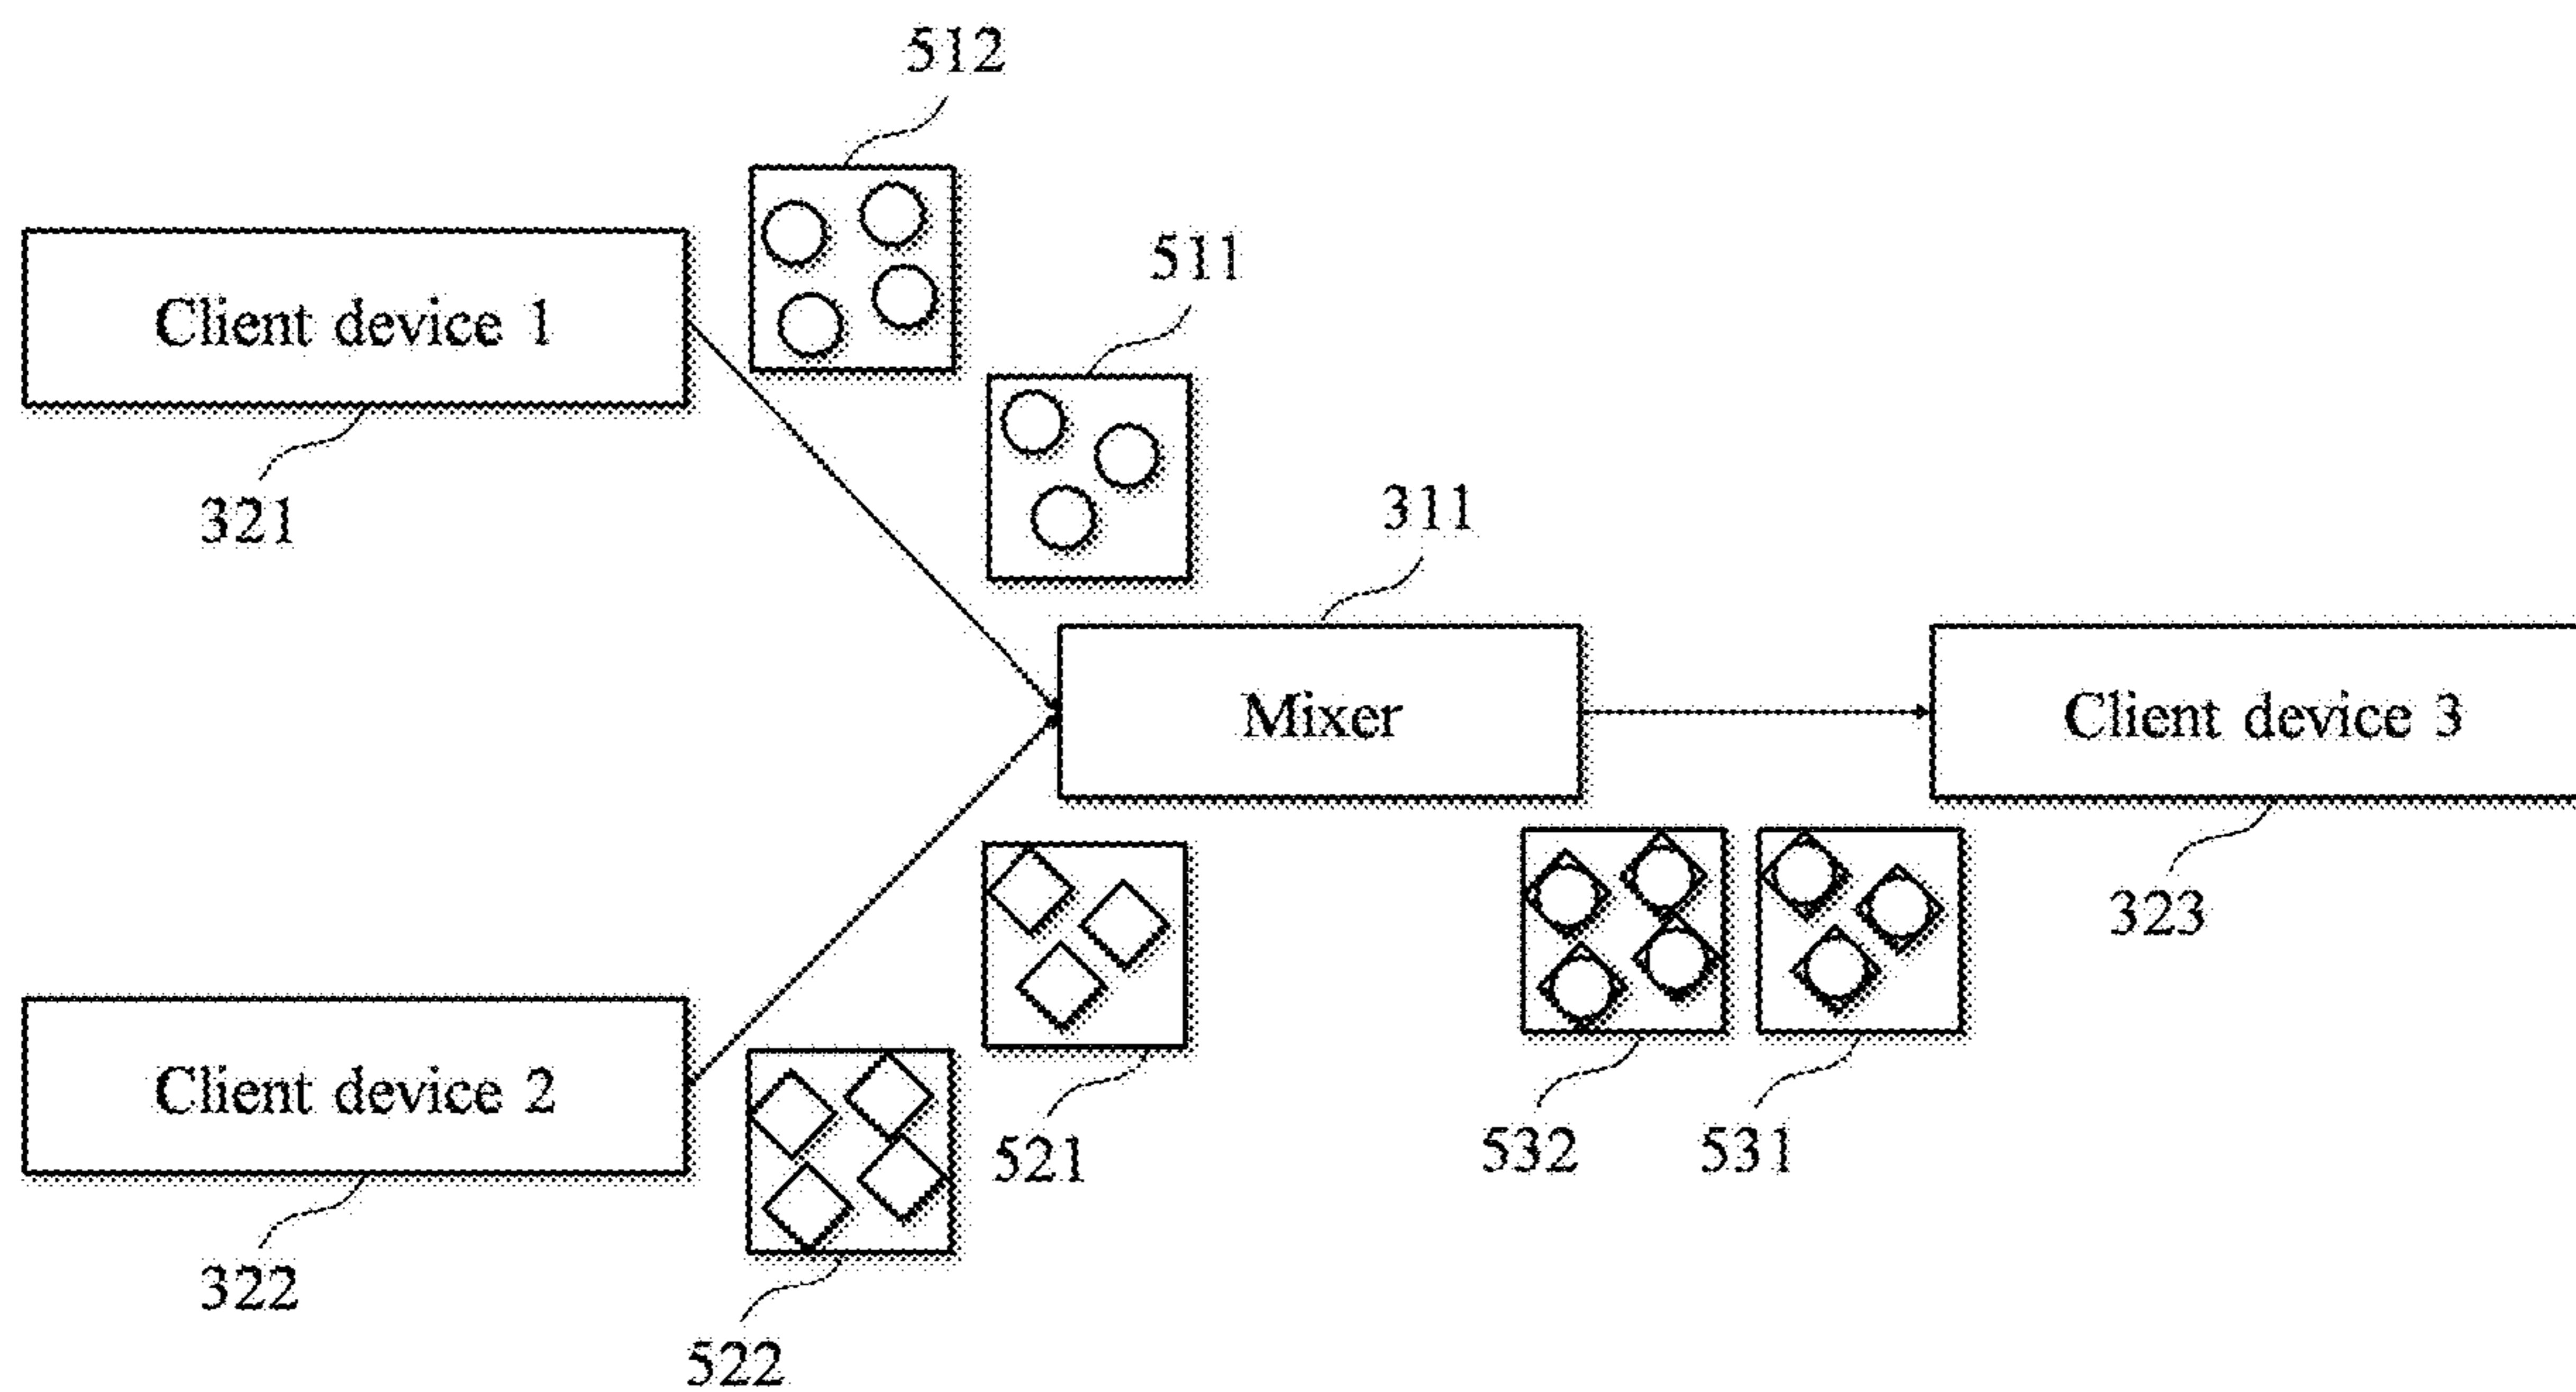 512
511
Client device 1
321
311
Mixer
Client device 3
323
521
532
531
Client device 2
322
522